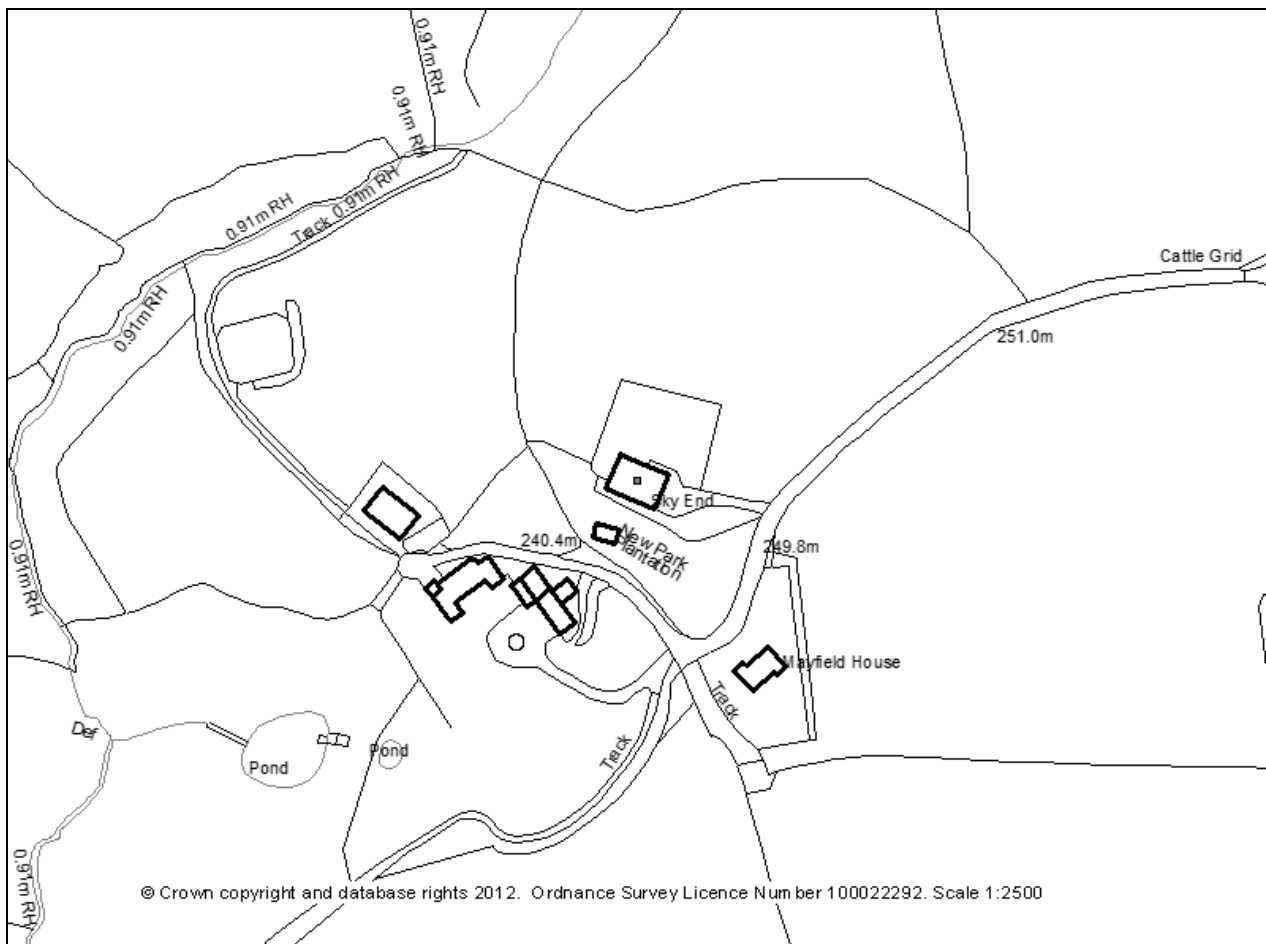 0.91m RH
0.91m RH
0.91m RH
Track
0.91m RH
0.91m RH
Cattle Grid
251.0m
Sky End
New Park
Plantation
240.4m
249.8m
0.91m RH
Mayfield House
Track
Def
Pond
Pond
Track
0.91m RH
© Crown copyright and database rights 2012. Ordnance Survey Licence Number 100022292. Scale 1:2500